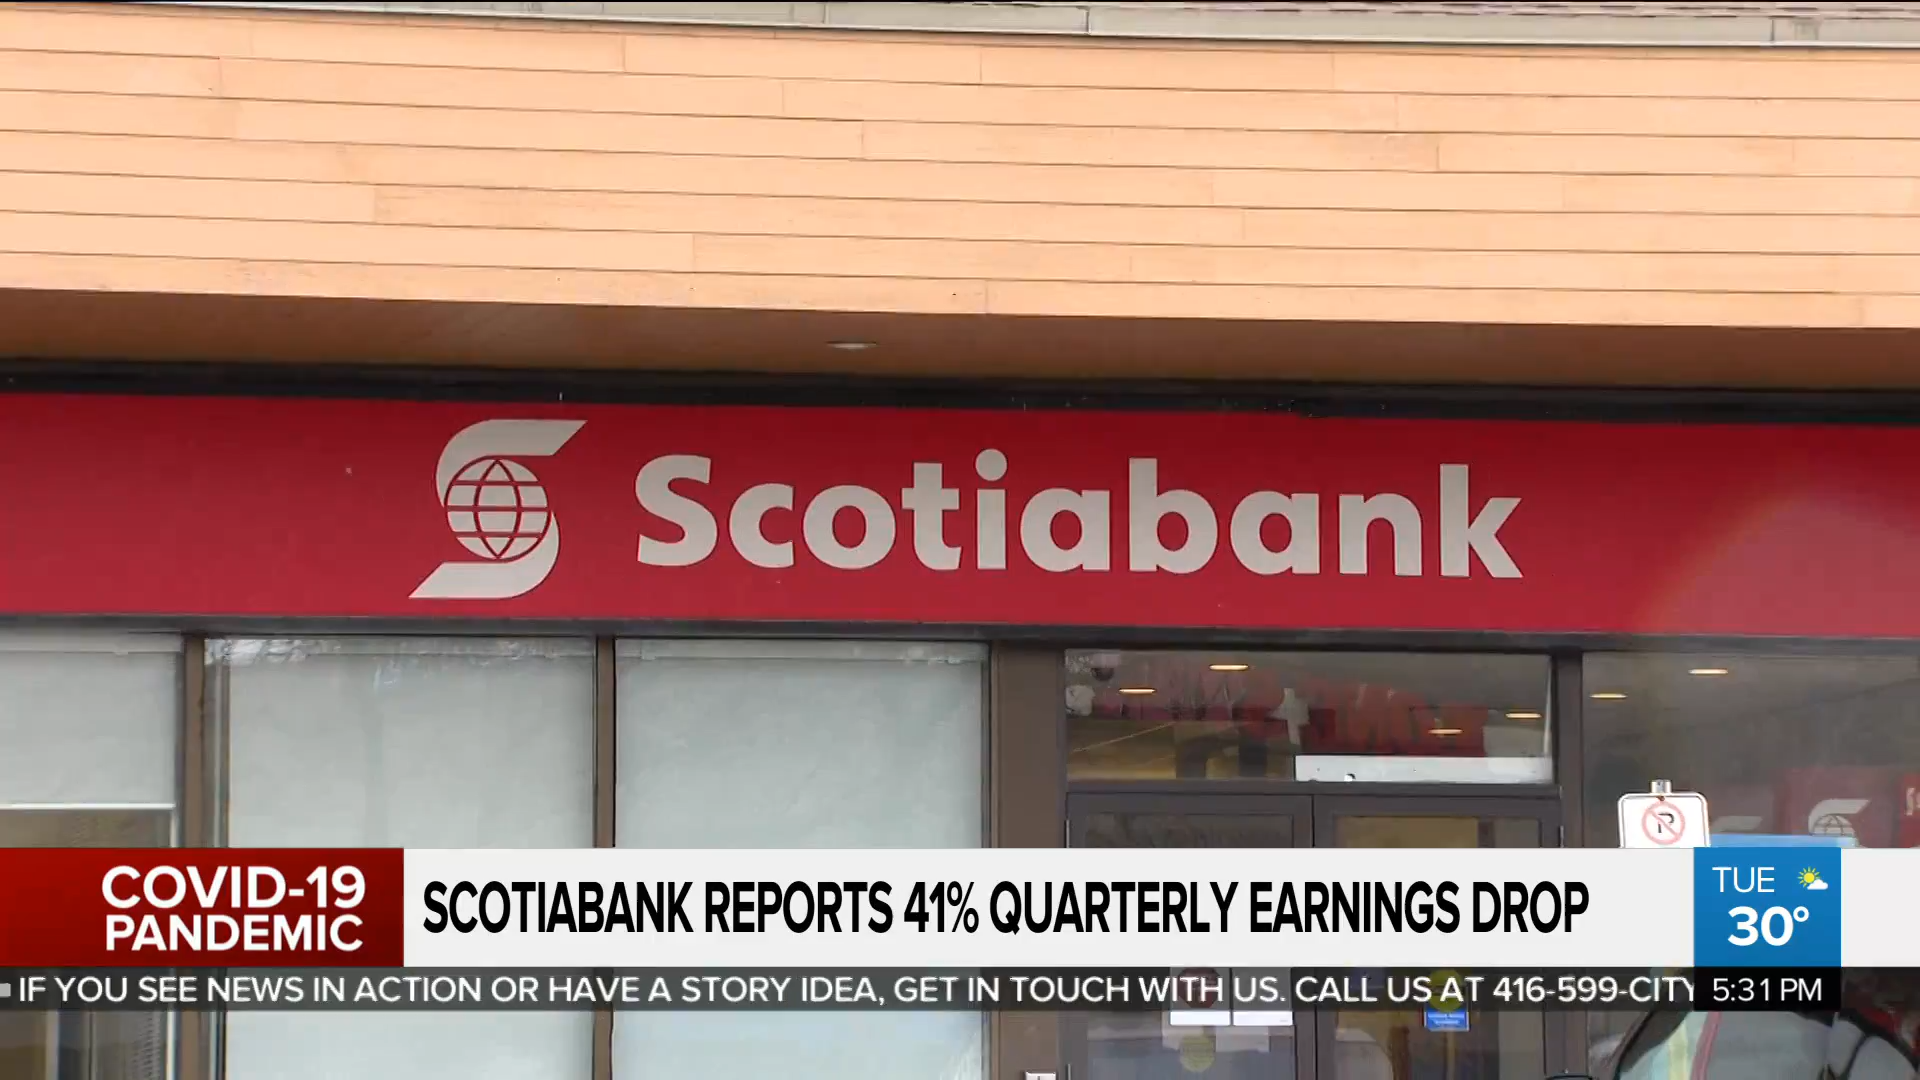 Scotiabank
COVID-19
PANDEMIC
SCOTIABANK REPORTS 41% QUARTERLY EARNINGS DROP
TUE
30°
IF YOU SEE NEWS IN ACTION OR HAVE A STORY IDEA, GET IN TOUCH WITH US. CALL US AT 416-599-CITY
5:31 PM